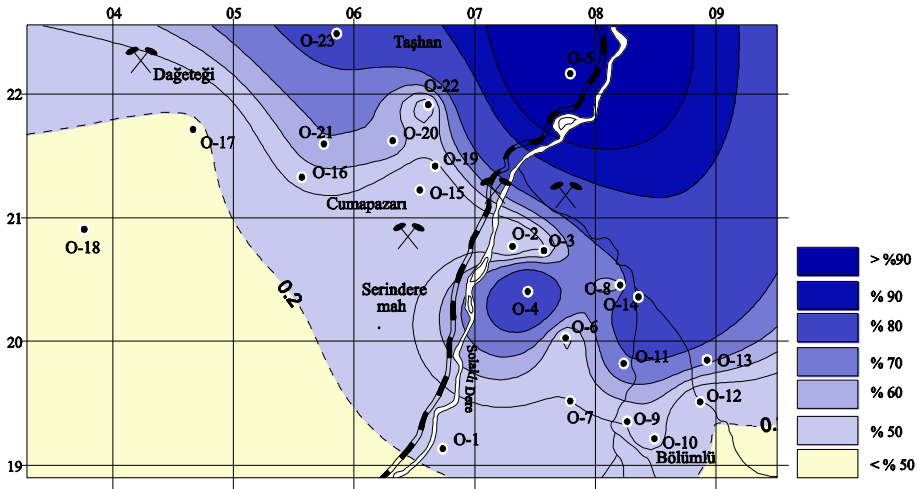 04 05 06 07 08 09
O-23 Taşhan
O-5
Dağeteği
22
O-22
O-17 O-21 O-20
O-19
O-16
O-15
Cumapazarı
21
O-18
O-2 O-3
0.2
Serindere
mah
O-8
O-14
O-4
O-6
20
O-11 O-13
Solaklı Dere
O-12
O-7 O-9
O-1 O-10
Bölümlü
19
> %90
% 90
% 80
% 70
% 60
% 50
< % 50